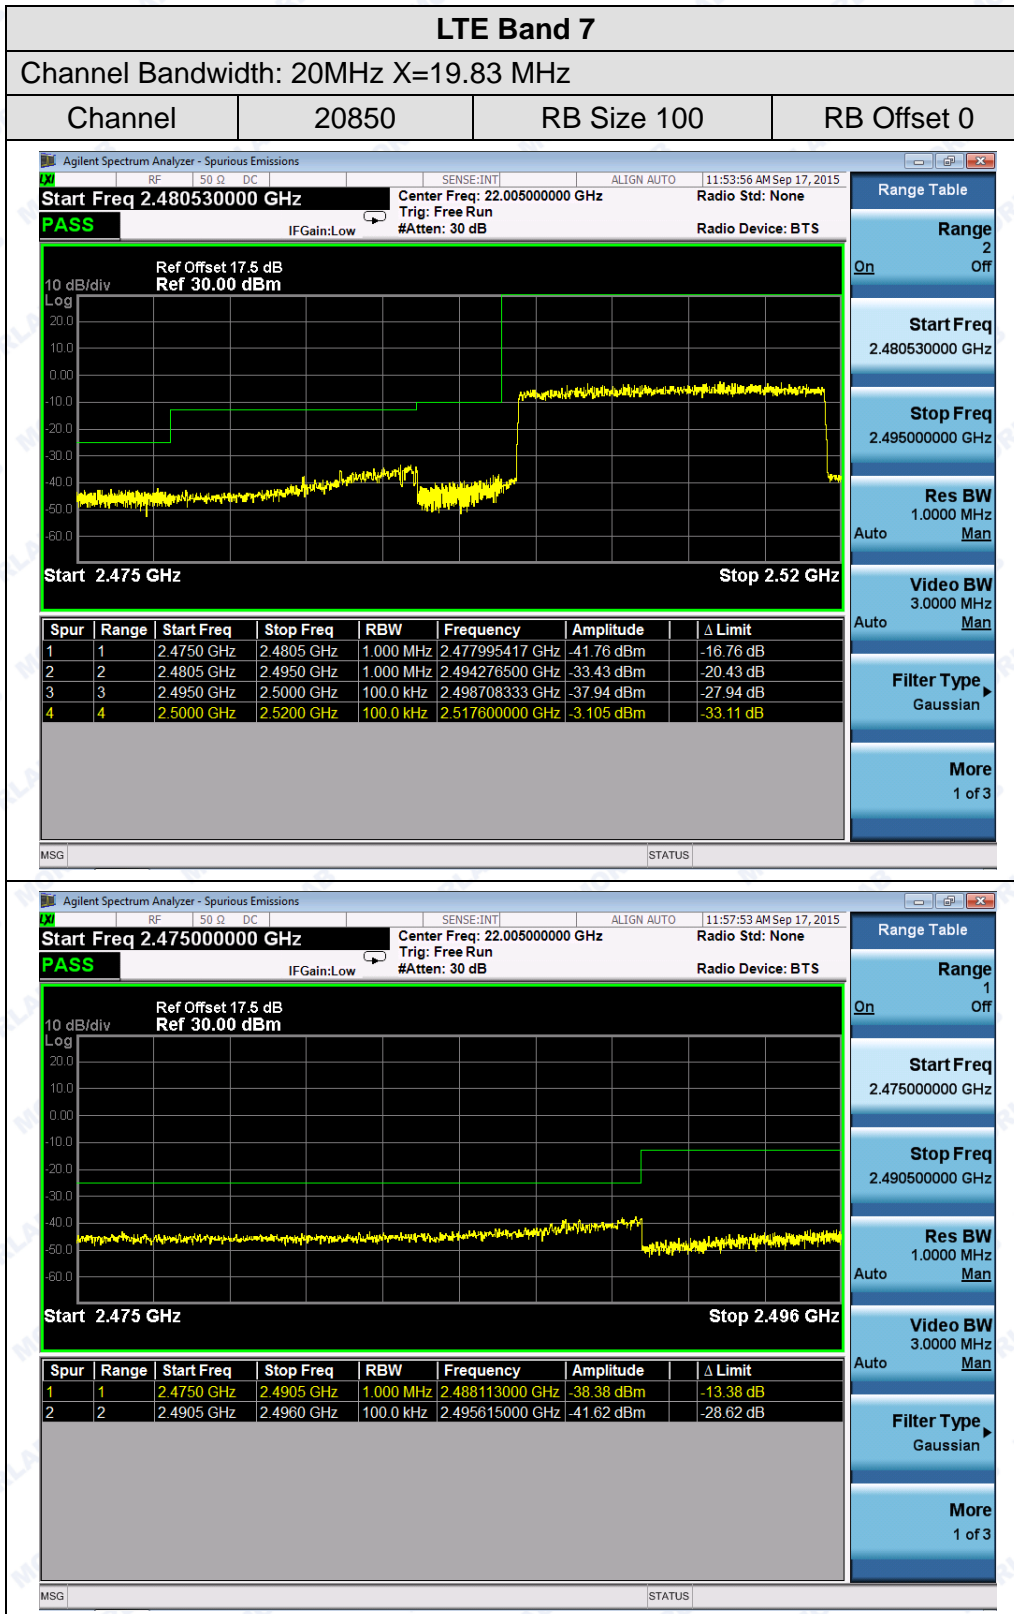 LTE Band 7
Channel Bandwidth: 20MHz X=19.83 MHz
Channel 20850 RB Size 100 RB Offset 0
Agilent Spectrum Analyzer - Spurious Emissions
LXI RF 50 Ω DC SENSE:INT ALIGN AUTO 11:53:56 AM Sep 17, 2015
Start Freq 2.480530000 GHz
Center Freq: 22.005000000 GHz
Radio Std: None
Trig: Free Run
PASS
IFGain:Low
#Atten: 30 dB
Radio Device: BTS
Ref Offset 17.5 dB
10 dB/div Ref 30.00 dBm
Log
20.0
10.0
0.00
-10.0
-20.0
-30.0
-40.0
-50.0
-60.0
Start 2.475 GHz Stop 2.52 GHz
Spur Range Start Freq Stop Freq RBW Frequency Amplitude Δ Limit
1 1 2.4750 GHz 2.4805 GHz 1.000 MHz 2.477995417 GHz -41.76 dBm -16.76 dB
2 2 2.4805 GHz 2.4950 GHz 1.000 MHz 2.494276500 GHz -33.43 dBm -20.43 dB
3 3 2.4950 GHz 2.5000 GHz 100.0 kHz 2.498708333 GHz -37.94 dBm -27.94 dB
4 4 2.5000 GHz 2.5200 GHz 100.0 kHz 2.517600000 GHz -3.105 dBm -33.11 dB
MSG STATUS
Range Table
Range
2
On Off
Start Freq
2.480530000 GHz
Stop Freq
2.495000000 GHz
Res BW
1.0000 MHz
Auto Man
Video BW
3.0000 MHz
Auto Man
Filter Type
Gaussian
More
1 of 3
Agilent Spectrum Analyzer - Spurious Emissions
LXI RF 50 Ω DC SENSE:INT ALIGN AUTO 11:57:53 AM Sep 17, 2015
Start Freq 2.475000000 GHz
Center Freq: 22.005000000 GHz
Radio Std: None
Trig: Free Run
PASS
IFGain:Low
#Atten: 30 dB
Radio Device: BTS
Ref Offset 17.5 dB
10 dB/div Ref 30.00 dBm
Log
20.0
10.0
0.00
-10.0
-20.0
-30.0
-40.0
-50.0
-60.0
Start 2.475 GHz Stop 2.496 GHz
Spur Range Start Freq Stop Freq RBW Frequency Amplitude Δ Limit
1 1 2.4750 GHz 2.4905 GHz 1.000 MHz 2.488113000 GHz -38.38 dBm -13.38 dB
2 2 2.4905 GHz 2.4960 GHz 100.0 kHz 2.495615000 GHz -41.62 dBm -28.62 dB
MSG STATUS
Range Table
Range
1
On Off
Start Freq
2.475000000 GHz
Stop Freq
2.490500000 GHz
Res BW
1.0000 MHz
Auto Man
Video BW
3.0000 MHz
Auto Man
Filter Type
Gaussian
More
1 of 3